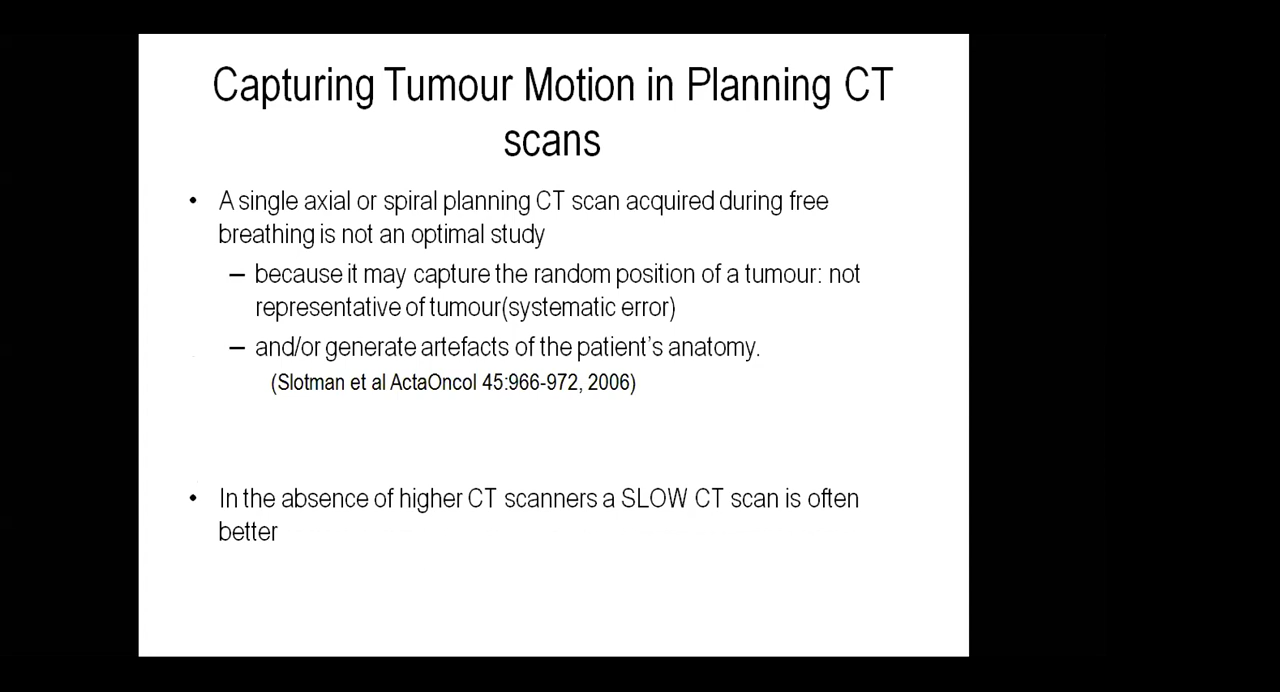 Capturing Tumour Motion in Planning CT
scans
• A single axial or spiral planning CT scan acquired during free
breathing is not an optimal study
– because it may capture the random position of a tumour: not
representative of tumour(systematic error)
– and/or generate artefacts of the patient's anatomy.
(Slotman et al ActaOncol 45:966-972, 2006)
• In the absence of higher CT scanners a SLOW CT scan is often
better